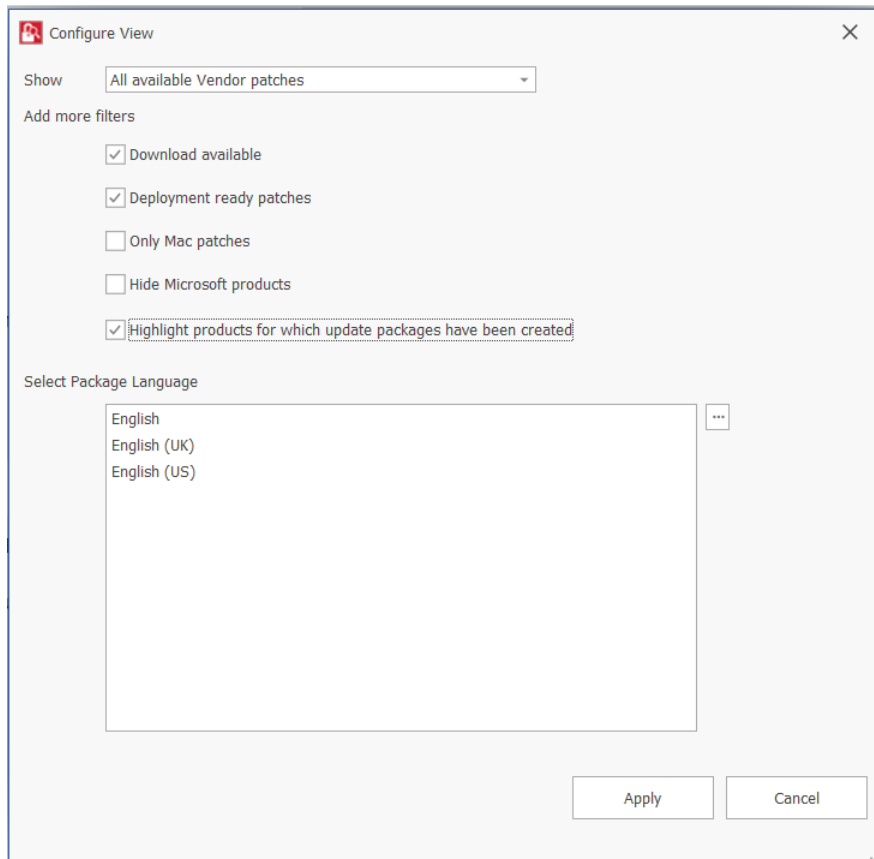 Configure View
Show All available Vendor patches
Add more filters
Download available
Deployment ready patches
Only Mac patches
Hide Microsoft products
Highlight products for which update packages have been created
Select Package Language
English
...
English (UK)
English (US)
Apply Cancel